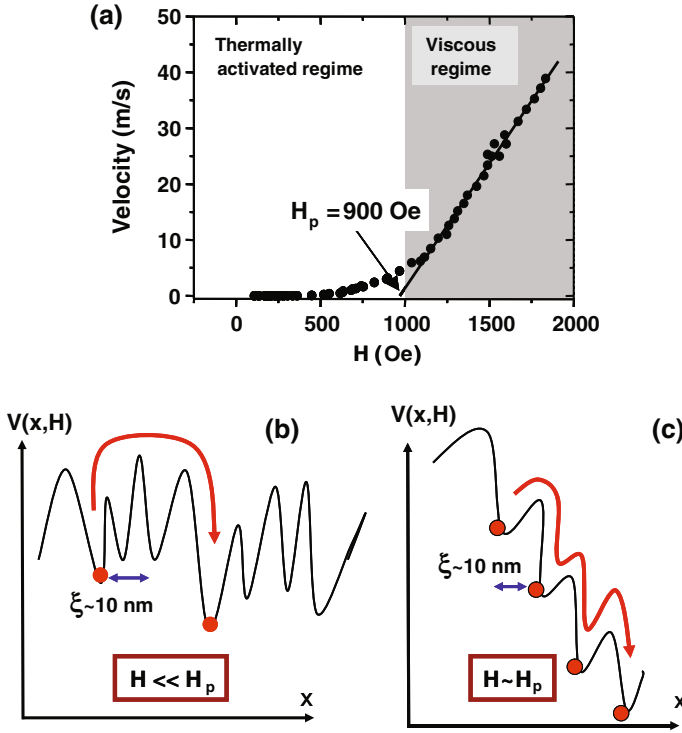 (a)
Thermally
activated regime
Viscous
regime
H_p = 900 Oe
Velocity (m/s)
50
40
30
20
10
0
0 500 1000 1500 2000
H (Oe)
(b)
V(x,H)
ξ~10 nm
H << H_p
x
(c)
V(x,H)
ξ~10 nm
H~H_p
x